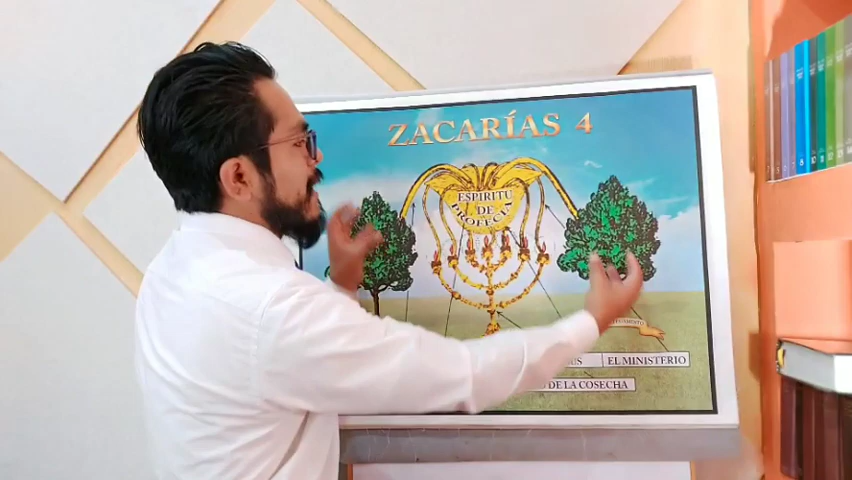 ZACARÍAS 4
ESPIRITU
DE
PROFECIA
EL MINISTERIO
DE LA COSECHA